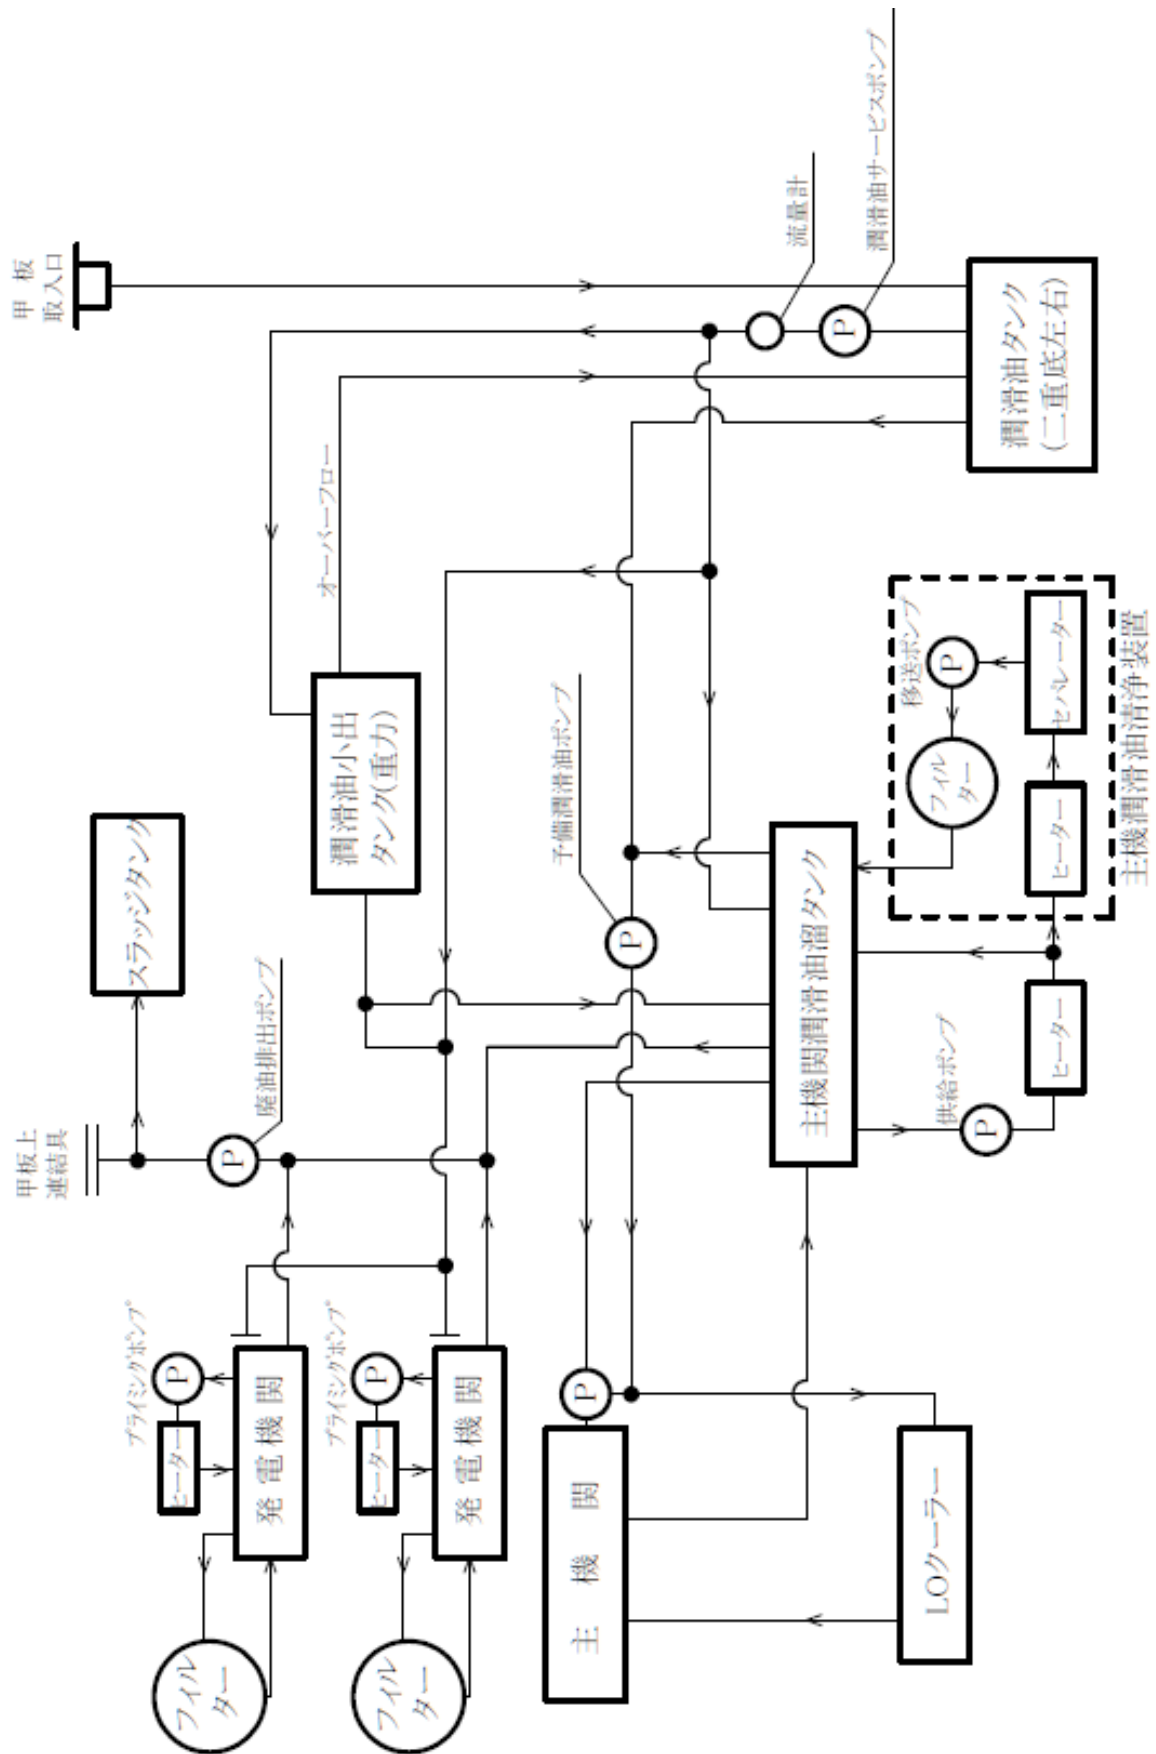 甲板
取入口
流量計
潤滑油サービスポンプ
潤滑油タンク
(二重底左右)
P
オーバーフロー
潤滑油小出
タンク(重力)
スラッジタンク
予備潤滑油ポンプ
P
移送ポンプ
P
フィル
ター
セパレーター
ヒーター
主機潤滑油清浄装置
主機関潤滑油溜タンク
供給ポンプ
P
ヒーター
甲板上
連結具
廃油排出ポンプ
P
プライミングポンプ
P
ヒーター
発電機関
フィル
ター
プライミングポンプ
P
ヒーター
発電機関
フィル
ター
P
主機関
LOクーラー